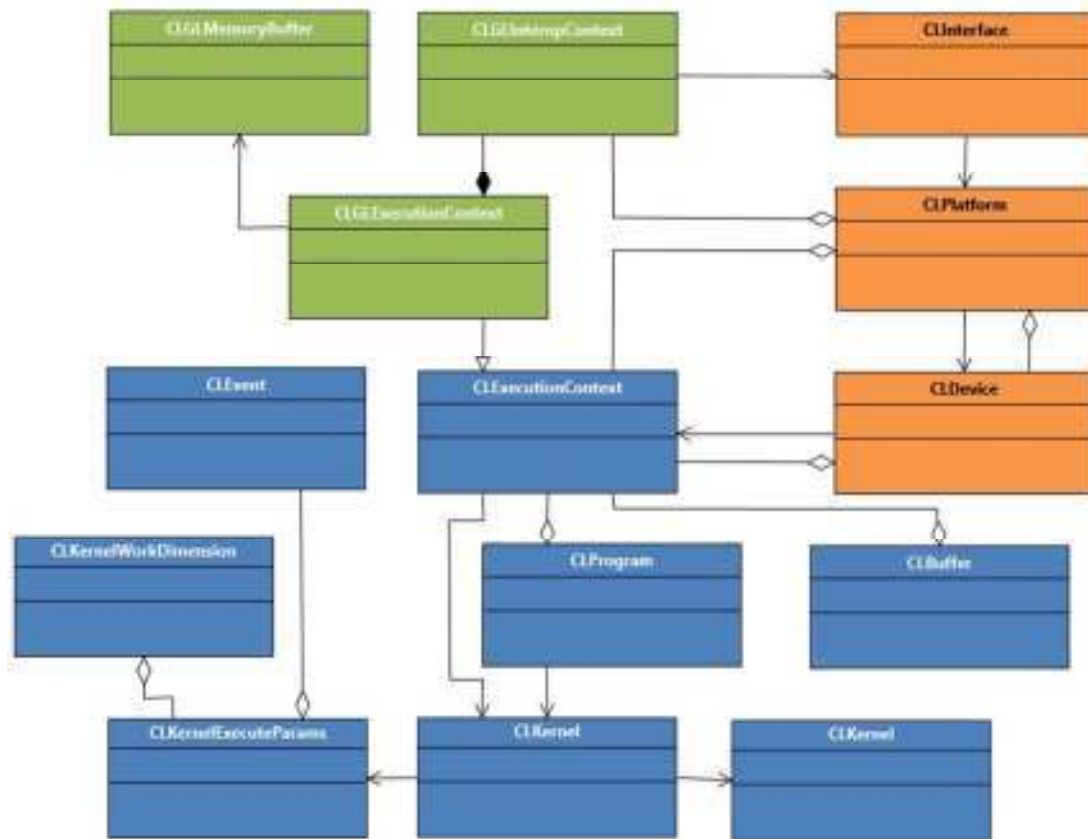 CLGLMemoryBuffer
CLGLInteropContext
CLInterface
CLGLExecutionContext
CLPlatform
CLEvent
CLExecutionContext
CLDevice
CLKernelWorkDimension
CLProgram
CLBuffer
CLKernelExecuteParams
CLKernel
CLKernel